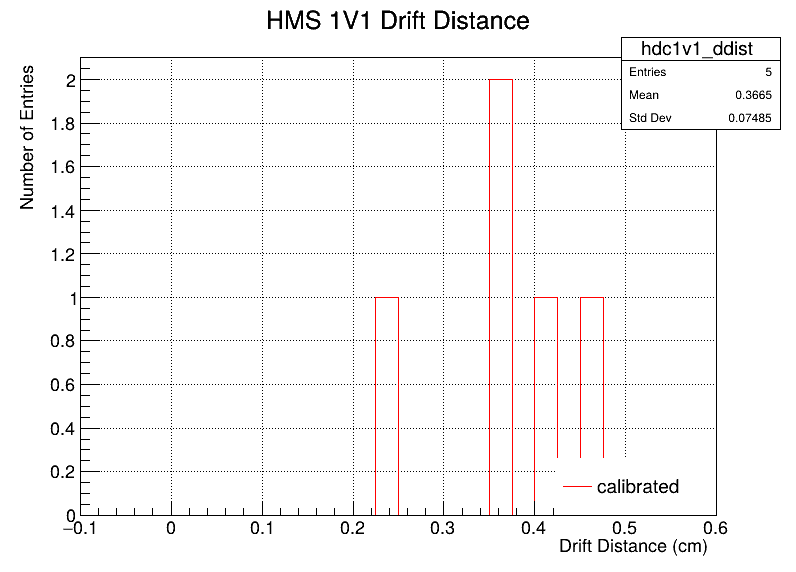 HMS 1V1 Drift Distance
hdc1v1_ddist
Entries 5
Mean 0.3665
Std Dev 0.07485
Number of Entries
2
1.8
1.6
1.4
1.2
1
0.8
0.6
0.4
0.2
0
−0.1 0 0.1 0.2 0.3 0.4 0.5 0.6
calibrated
Drift Distance (cm)